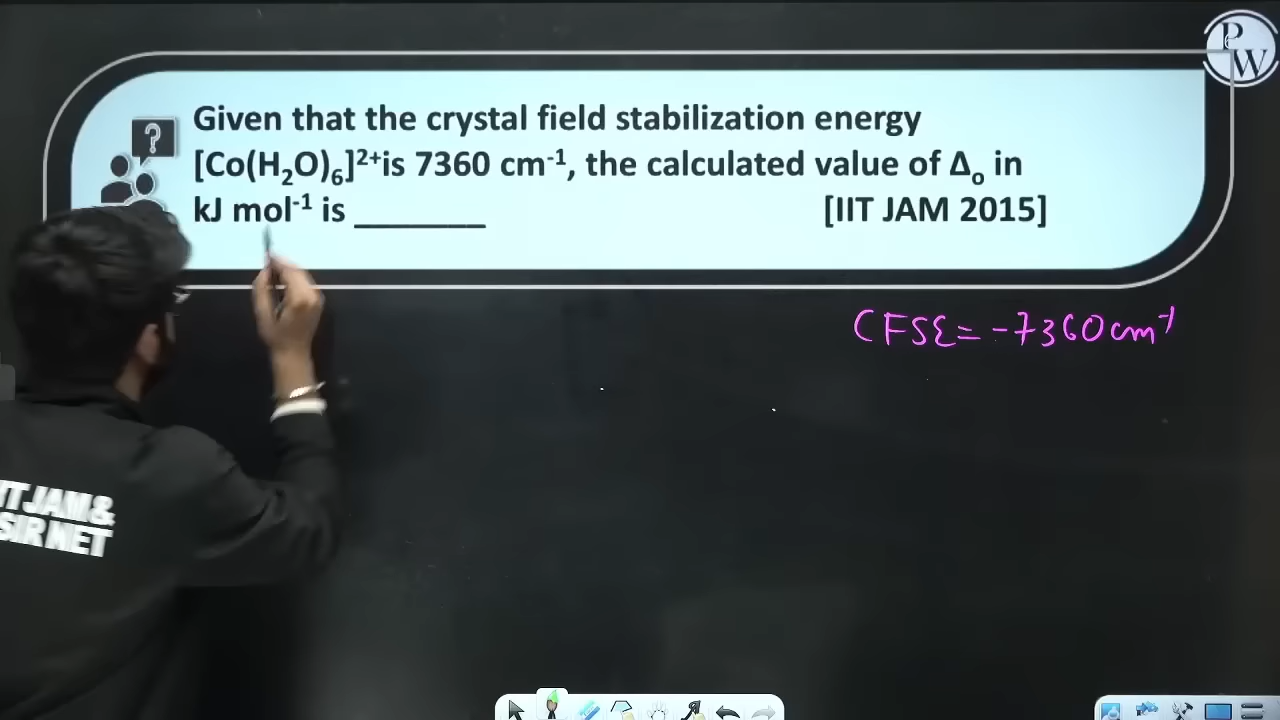 PW
Given that the crystal field stabilization energy
[Co(H₂O)₆]²⁺is 7360 cm⁻¹, the calculated value of Δₒ in
kJ mol⁻¹ is ________ [IIT JAM 2015]
CFSE = -7360 cm⁻¹
IIT JAM &
CSIR NET